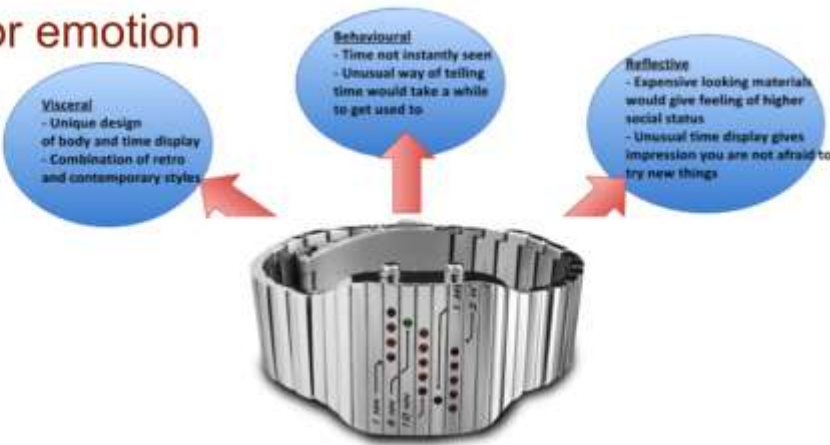 or emotion
Visceral
- Unique design
of body and time display
- Combination of retro
and contemporary styles
Behavioural
- Time not instantly seen
- Unusual way of telling
time would take a while
to get used to
Reflective
- Expensive looking materials
would give feeling of higher
social status
- Unusual time display gives
impression you are not afraid to
try new things